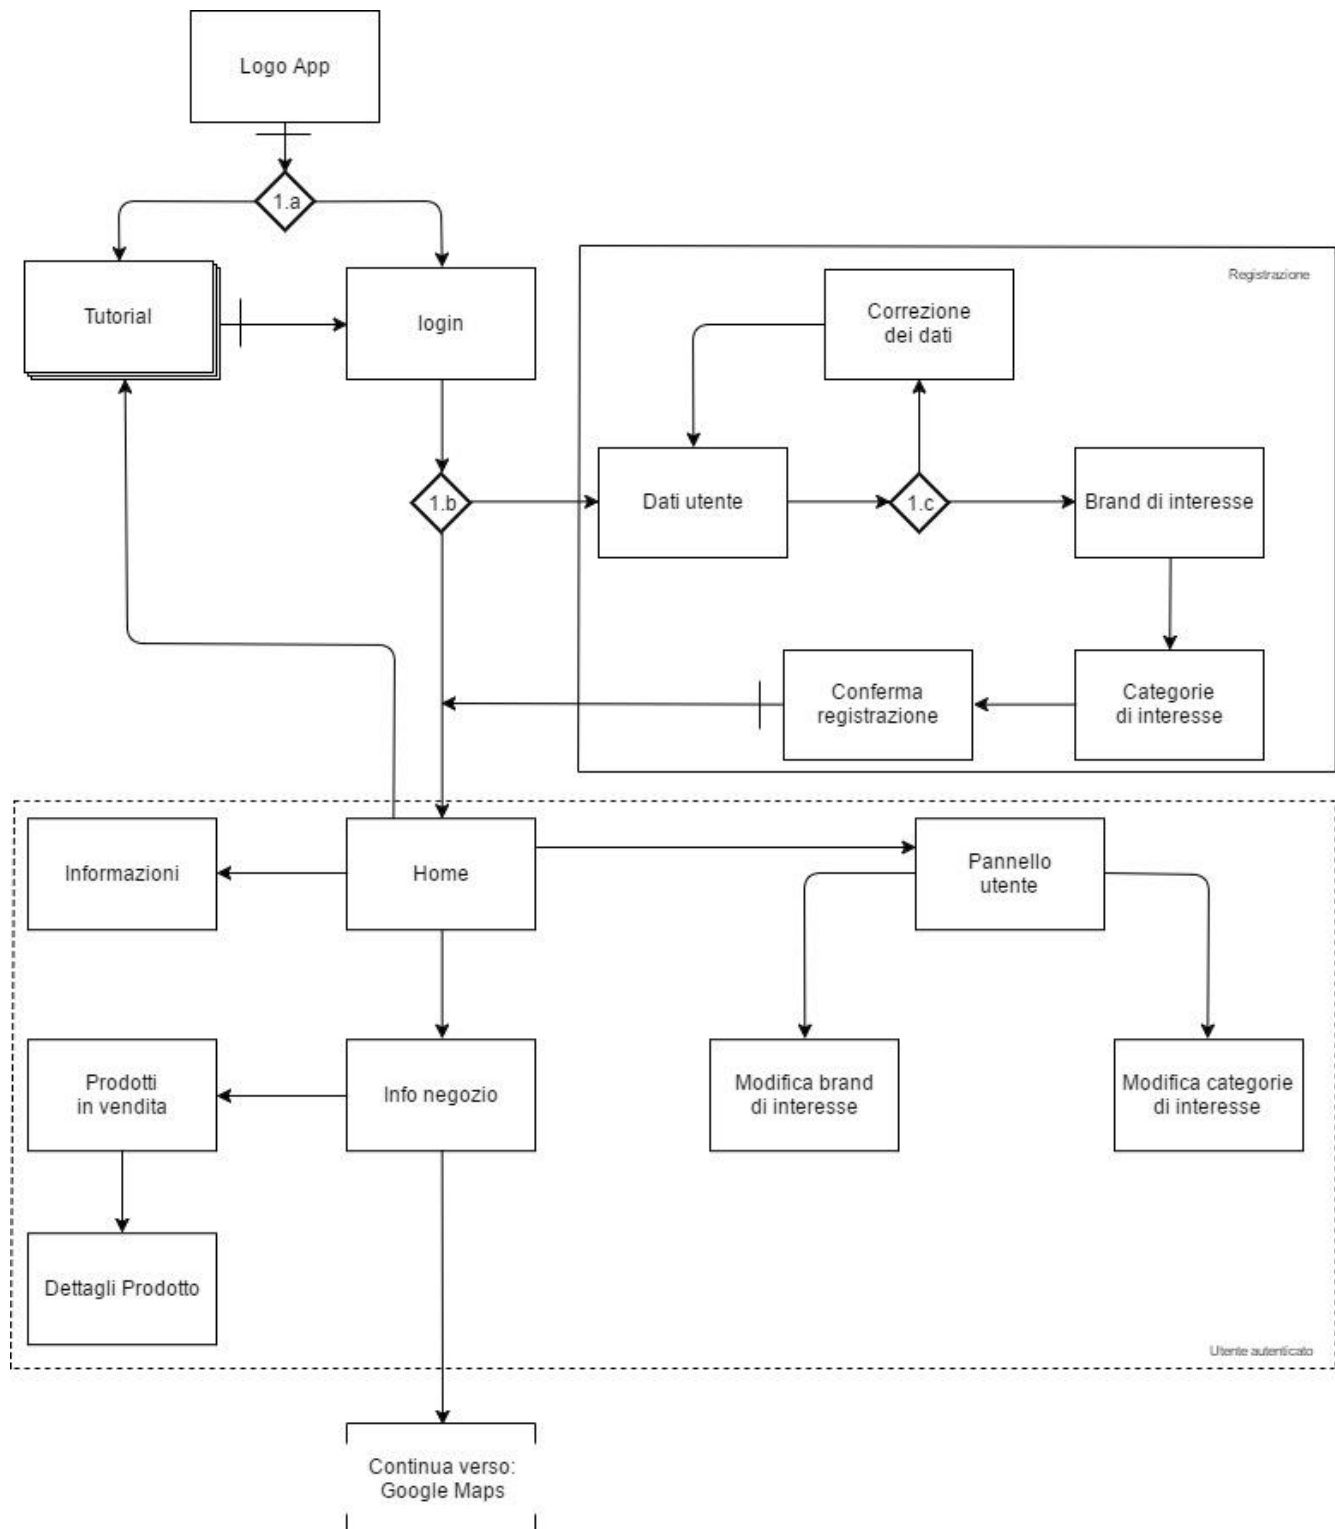 Logo App
1.a
Tutorial
login
Registrazione
Correzione
dei dati
1.b
Dati utente
1.c
Brand di interesse
Conferma
registrazione
Categorie
di interesse
Informazioni
Home
Pannello
utente
Prodotti
in vendita
Info negozio
Modifica brand
di interesse
Modifica categorie
di interesse
Dettagli Prodotto
Utente autenticato
Continua verso:
Google Maps